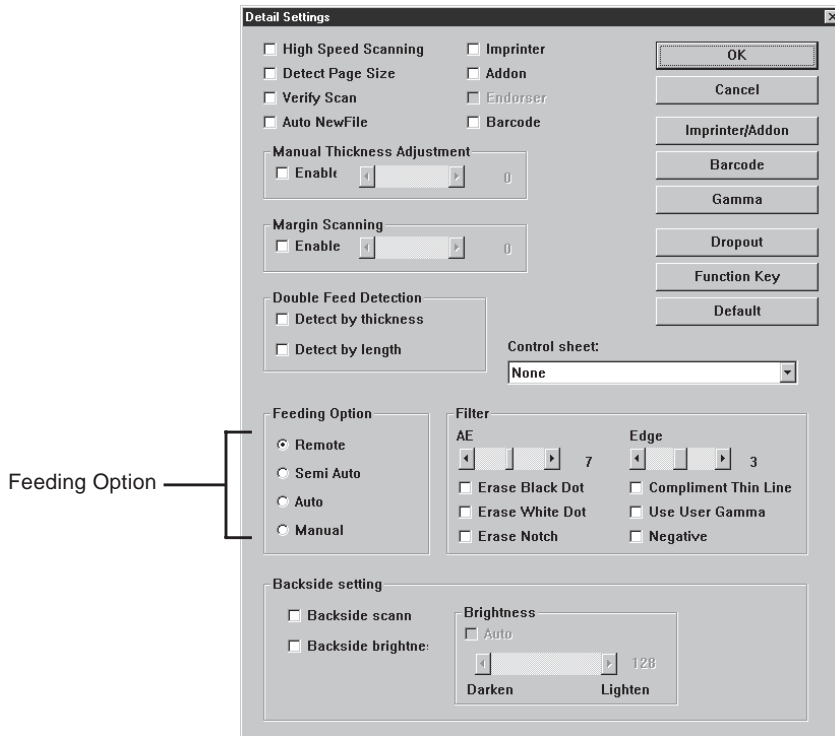 Detail Settings
High Speed Scanning
Imprinter
Detect Page Size
Addon
Verify Scan
Endorser
Auto NewFile
Barcode
OK
Cancel
Imprinter/Addon
Barcode
Gamma
Dropout
Function Key
Default
Manual Thickness Adjustment
Enable 0
Margin Scanning
Enable 0
Double Feed Detection
Detect by thickness
Detect by length
Control sheet:
None
Feeding Option
Feeding Option
Remote
Semi Auto
Auto
Manual
Filter
AE
7
Edge
3
Erase Black Dot
Compliment Thin Line
Erase White Dot
Use User Gamma
Erase Notch
Negative
Backside setting
Backside scann
Backside brightne
Brightness
Auto
128
Darken
Lighten